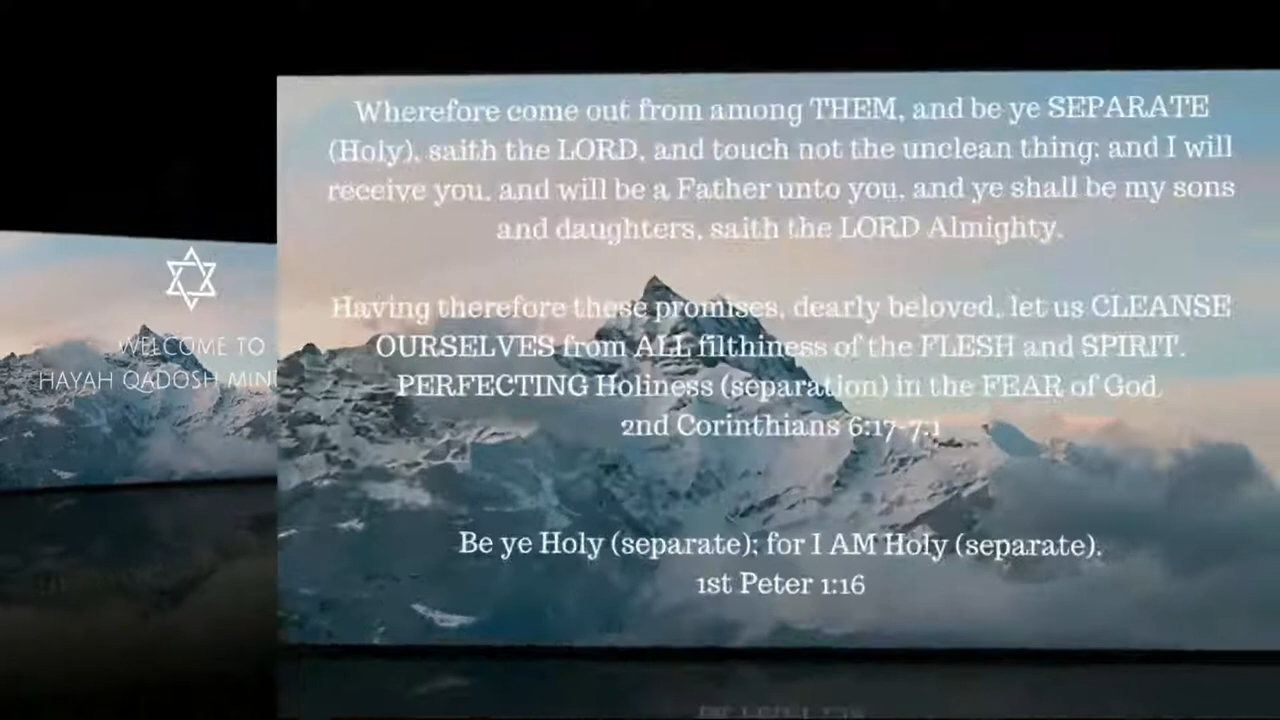 Wherefore come out from among THEM, and be ye SEPARATE
(Holy), saith the LORD, and touch not the unclean thing; and I will
receive you, and will be a Father unto you, and ye shall be my sons
and daughters, saith the LORD Almighty.
Having therefore these promises, dearly beloved, let us CLEANSE
OURSELVES from ALL filthiness of the FLESH and SPIRIT,
PERFECTING Holiness (separation) in the FEAR of God.
2nd Corinthians 6:17-7:1
Be ye Holy (separate); for I AM Holy (separate).
1st Peter 1:16
WELCOME TO
HAYAH QADOSH MINI